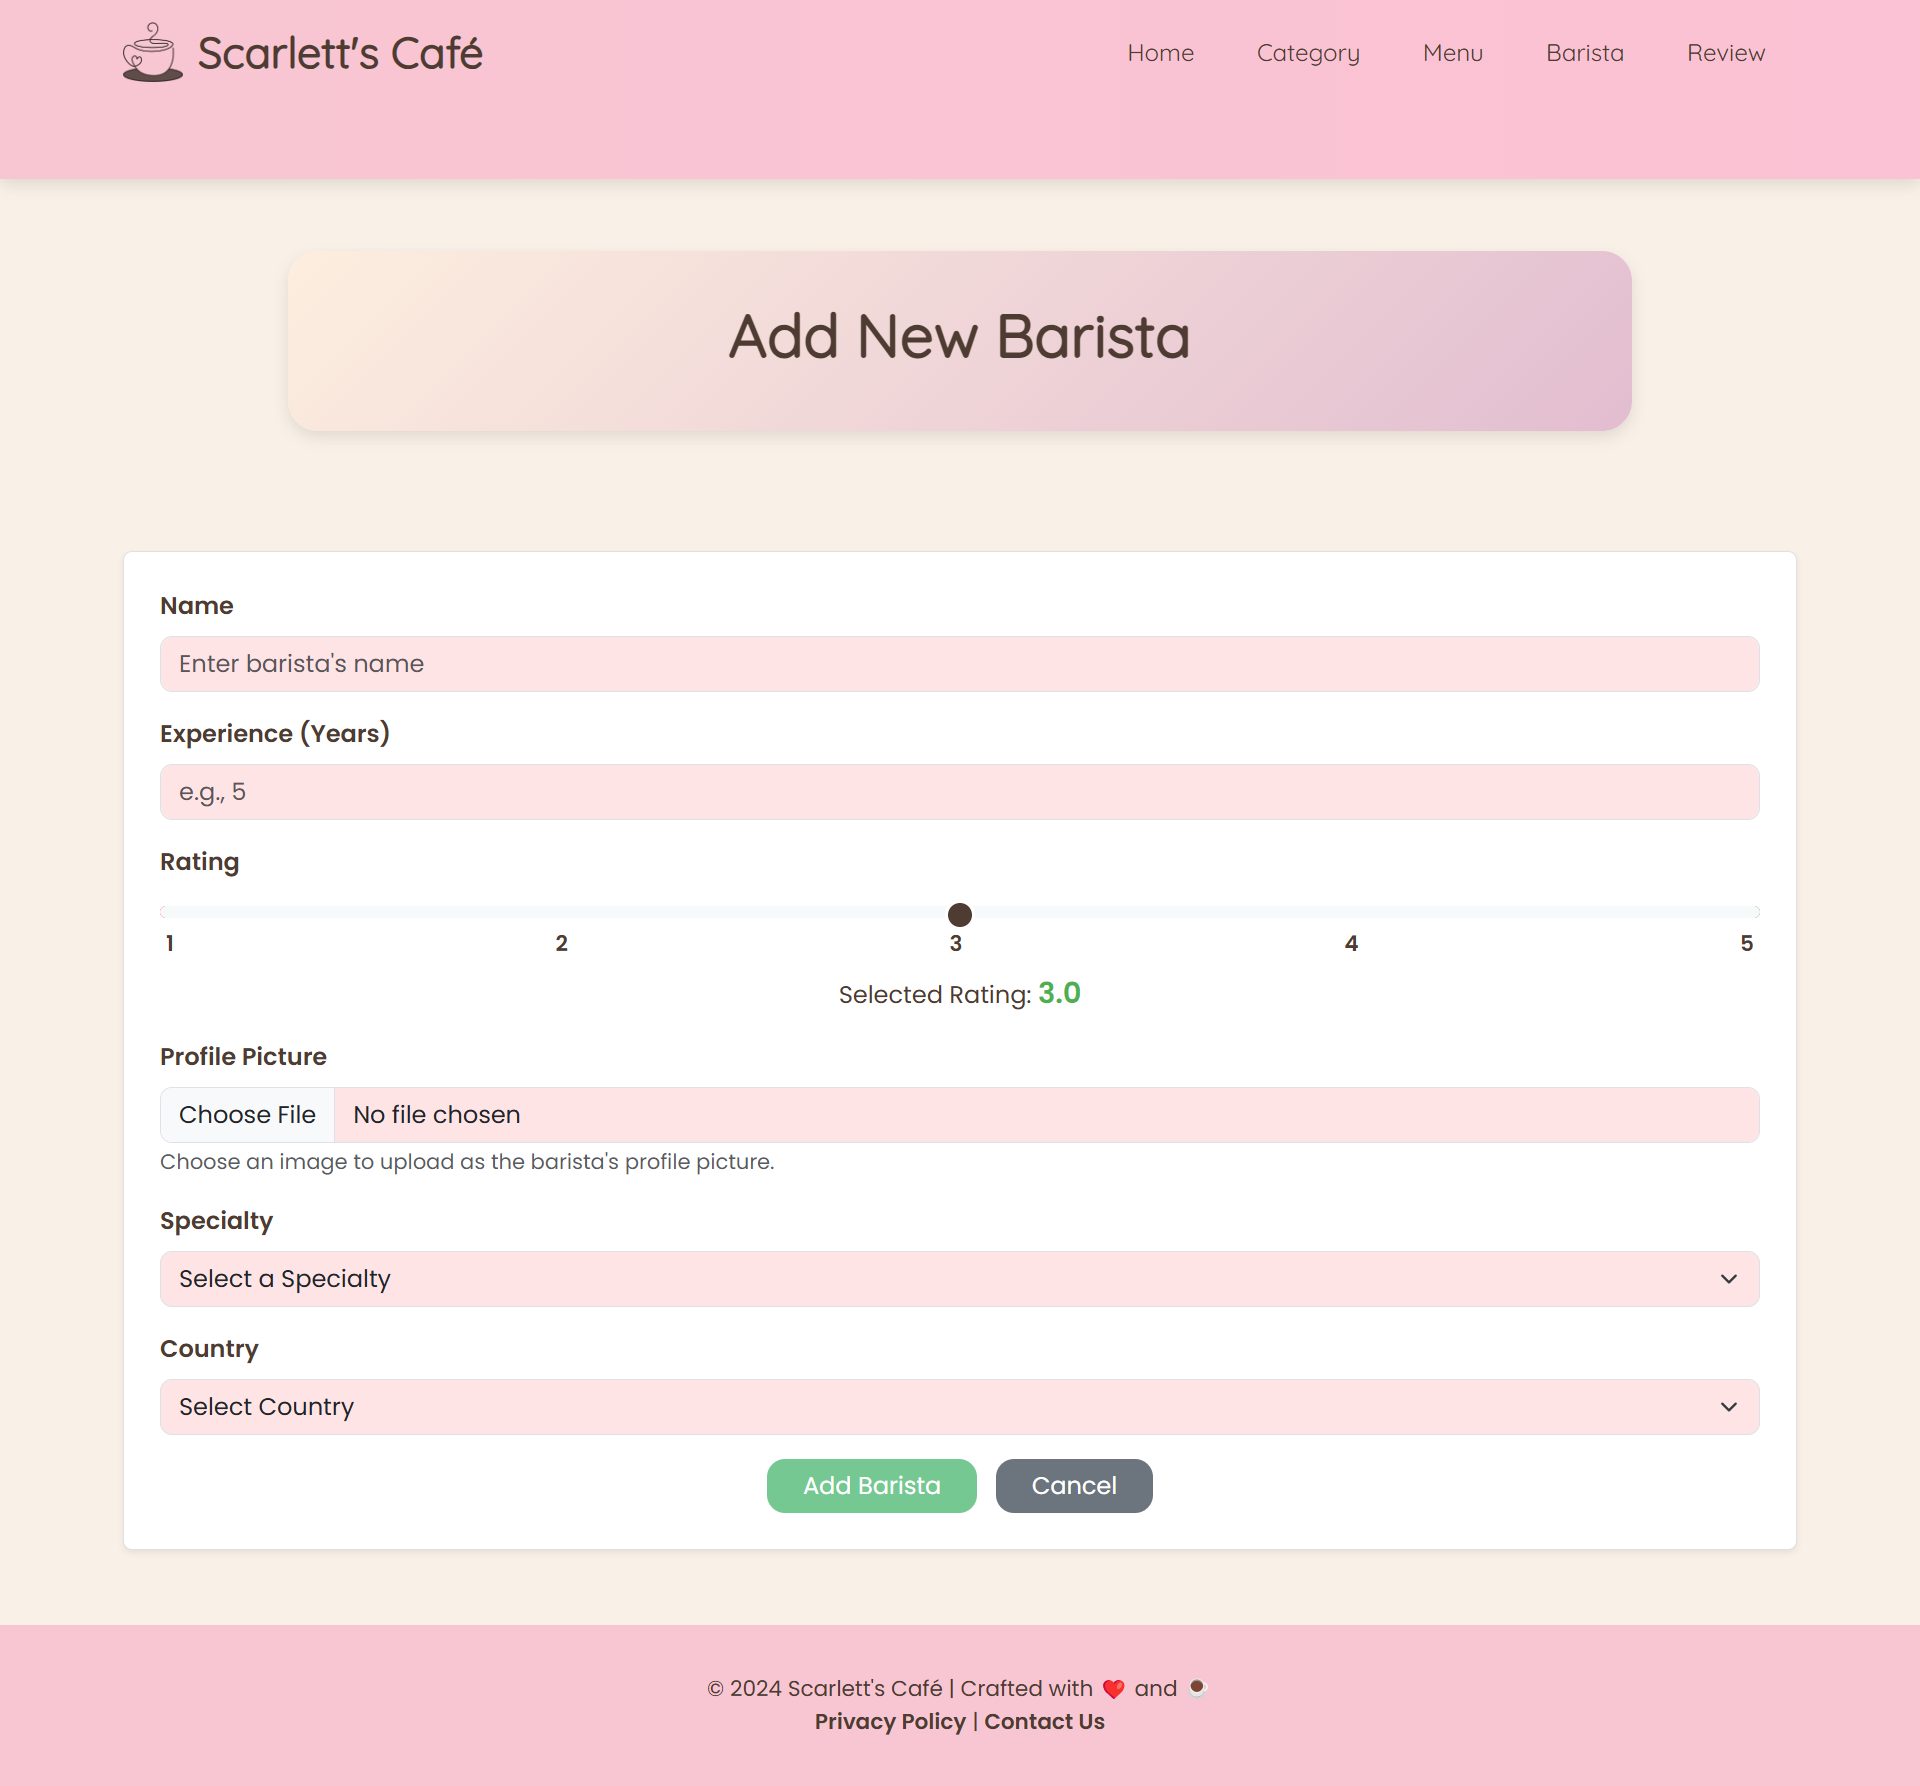 Scarlett's Café
Home Category Menu Barista Review
Add New Barista
Name
Enter barista's name
Experience (Years)
e.g., 5
Rating
1 2 3 4 5
Selected Rating: 3.0
Profile Picture
Choose File No file chosen
Choose an image to upload as the barista's profile picture.
Specialty
Select a Specialty
Country
Select Country
Add Barista Cancel
© 2024 Scarlett's Café | Crafted with ❤️ and ☕
Privacy Policy | Contact Us